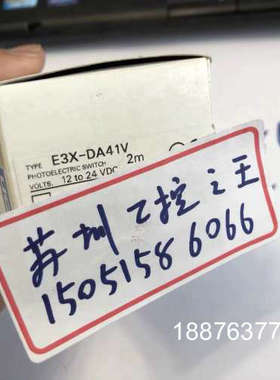 TYPE E3X-DA41V
PHOTOELECTRIC SWITCH 2m
VOLTS. 12 to 24 VDC
苏州工控之王
15051586066
18876377